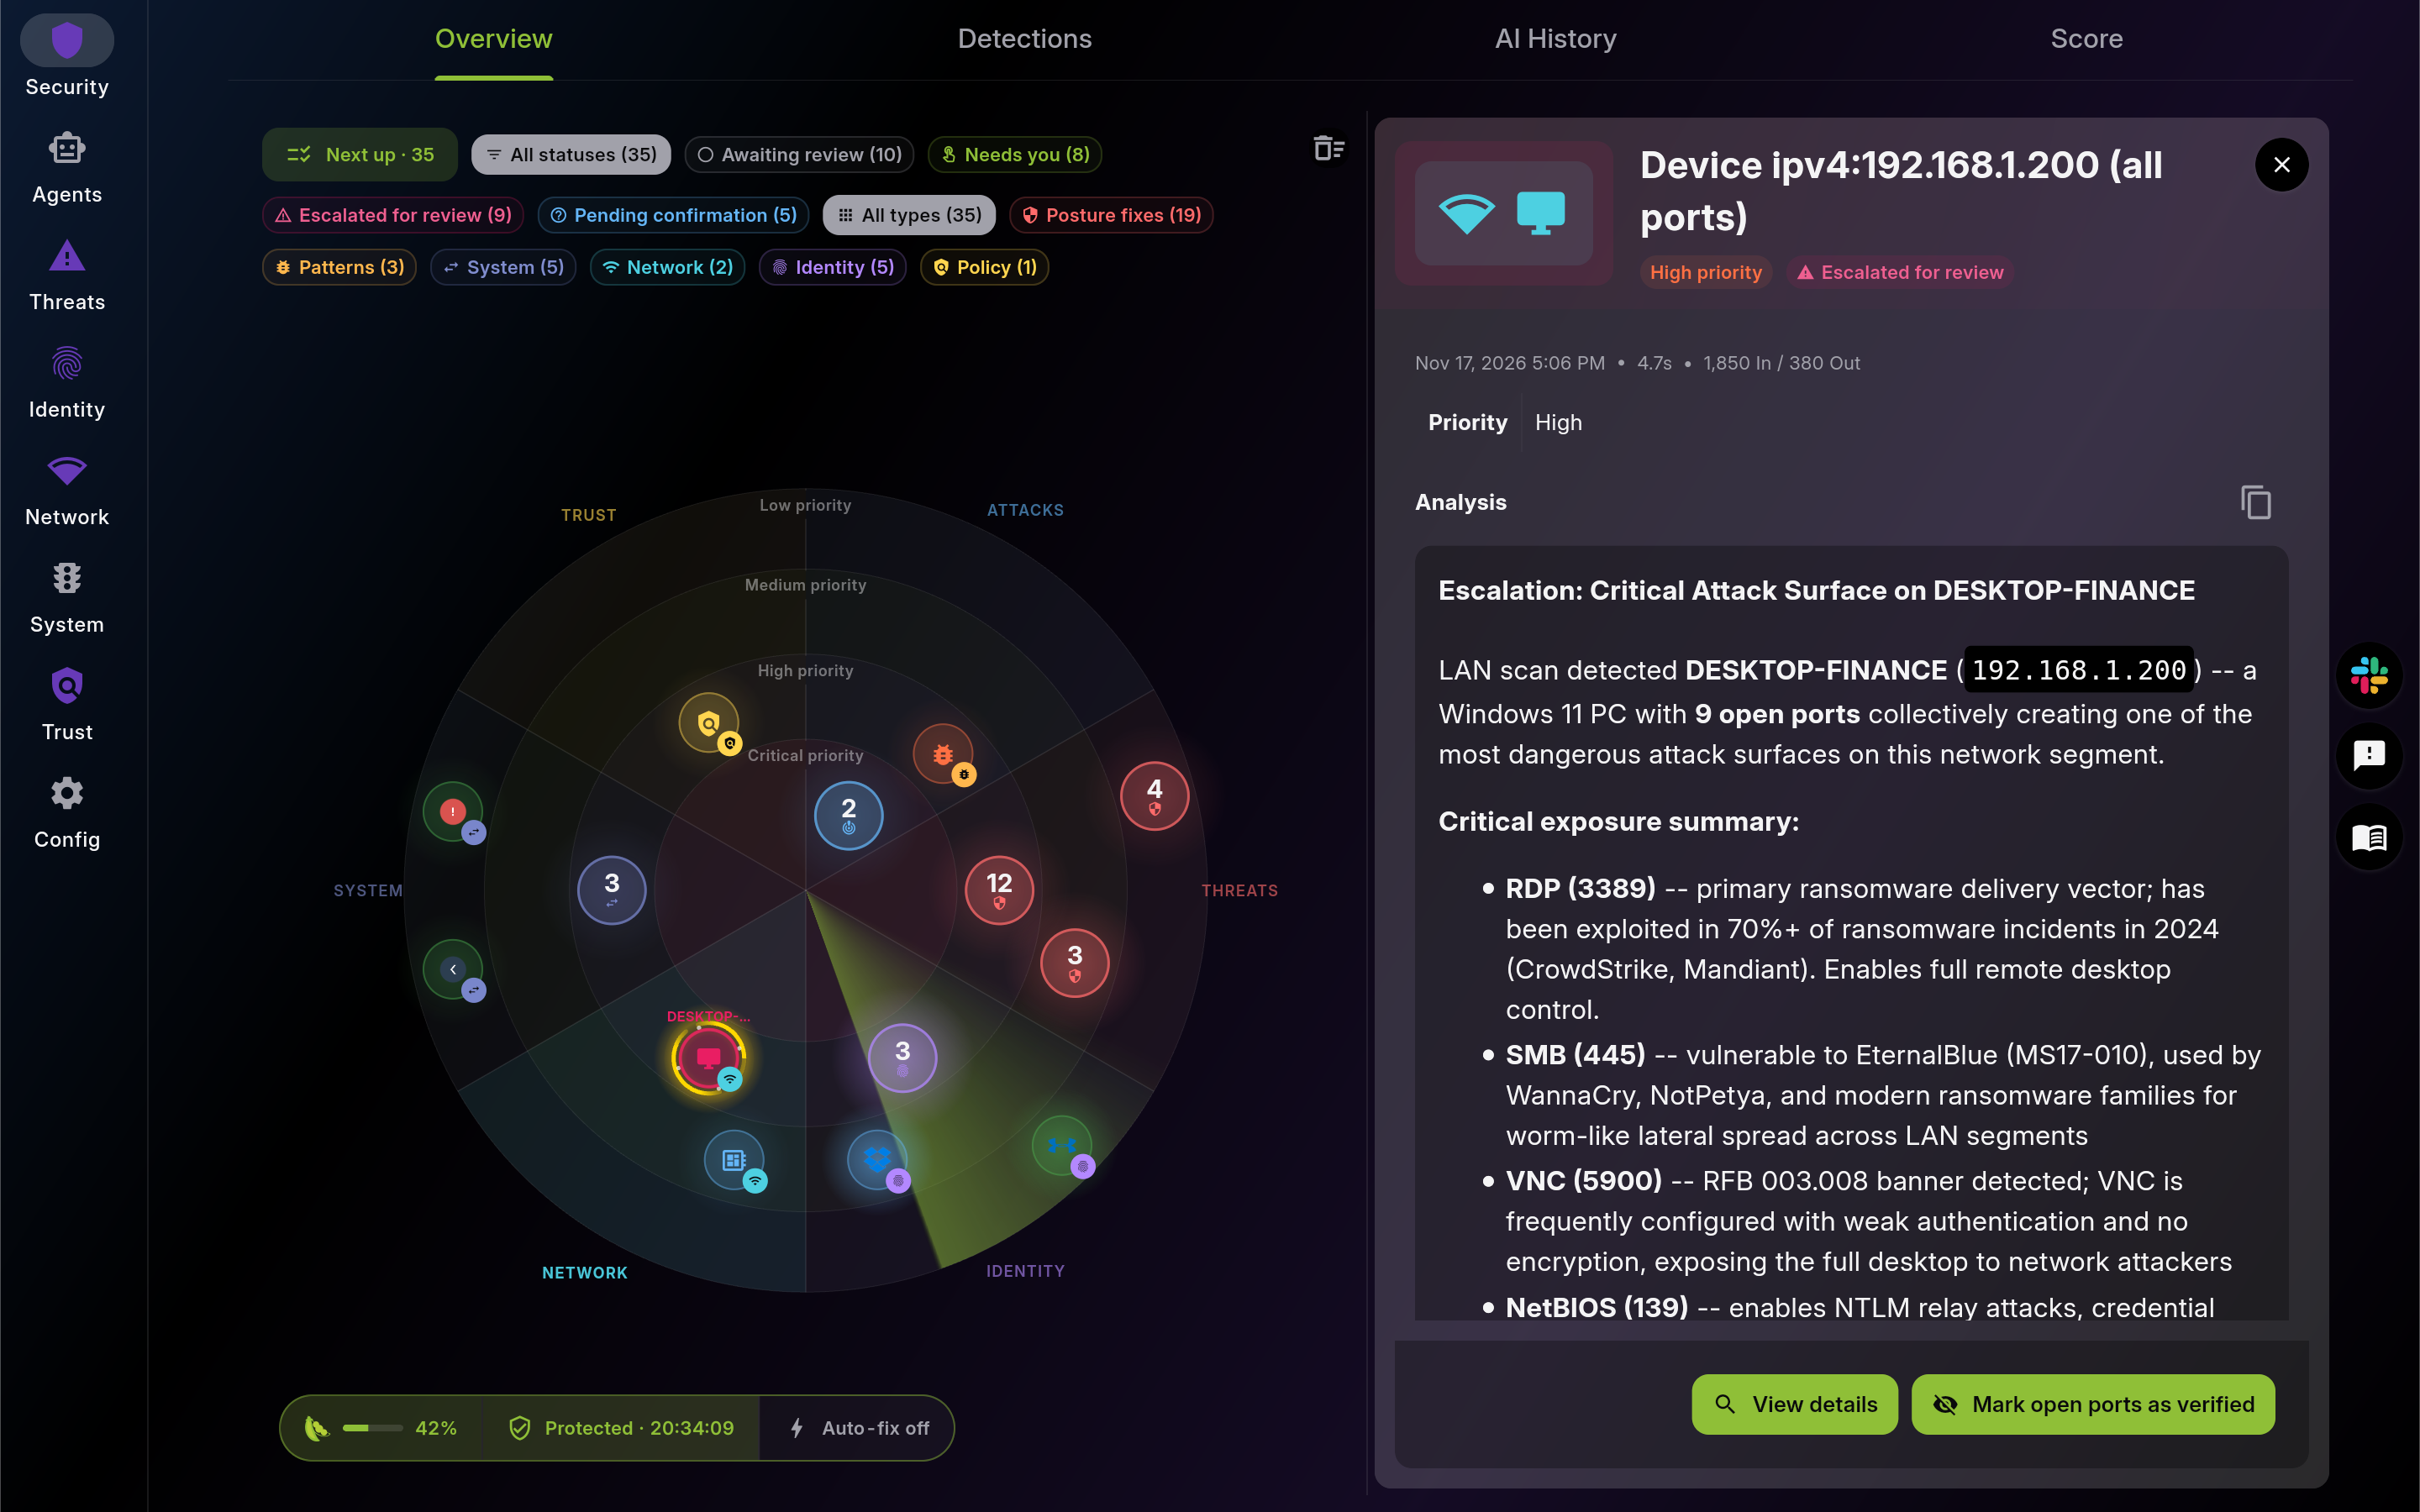 Security
Agents
Threats
Identity
Network
System
Trust
Config
Overview
Detections
AI History
Score
Next up · 35
All statuses (35)
Awaiting review (10)
Needs you (8)
Escalated for review (9)
Pending confirmation (5)
All types (35)
Posture fixes (19)
Patterns (3)
System (5)
Network (2)
Identity (5)
Policy (1)
TRUST
Low priority
ATTACKS
Medium priority
High priority
Critical priority
2
4
SYSTEM
3
12
THREATS
3
DESKTOP-...
3
NETWORK
IDENTITY
42%
Protected · 20:34:09
Auto-fix off
Device ipv4:192.168.1.200 (all
ports)
High priority
Escalated for review
Nov 17, 2026 5:06 PM • 4.7s • 1,850 In / 380 Out
Priority
High
Analysis
Escalation: Critical Attack Surface on DESKTOP-FINANCE
LAN scan detected DESKTOP-FINANCE (192.168.1.200) -- a
Windows 11 PC with 9 open ports collectively creating one of the
most dangerous attack surfaces on this network segment.
Critical exposure summary:
• RDP (3389) -- primary ransomware delivery vector; has
been exploited in 70%+ of ransomware incidents in 2024
(CrowdStrike, Mandiant). Enables full remote desktop
control.
• SMB (445) -- vulnerable to EternalBlue (MS17-010), used by
WannaCry, NotPetya, and modern ransomware families for
worm-like lateral spread across LAN segments
• VNC (5900) -- RFB 003.008 banner detected; VNC is
frequently configured with weak authentication and no
encryption, exposing the full desktop to network attackers
• NetBIOS (139) -- enables NTLM relay attacks, credential
View details
Mark open ports as verified